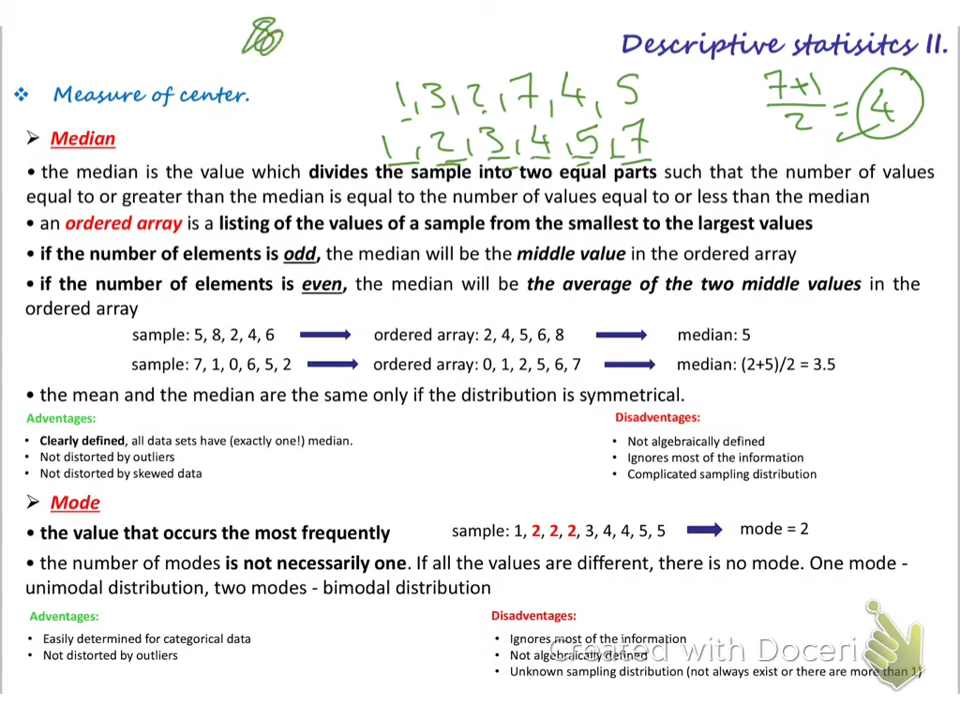 Descriptive statisitcs II.
❖ Measure of center.
1, 3, 2, 7, 4, 5
7+1
2
= 4
1, 2, 3, 4, 5, 7
➢ Median
• the median is the value which divides the sample into two equal parts such that the number of values
equal to or greater than the median is equal to the number of values equal to or less than the median
• an ordered array is a listing of the values of a sample from the smallest to the largest values
• if the number of elements is odd, the median will be the middle value in the ordered array
• if the number of elements is even, the median will be the average of the two middle values in the
ordered array
sample: 5, 8, 2, 4, 6 ordered array: 2, 4, 5, 6, 8 median: 5
sample: 7, 1, 0, 6, 5, 2 ordered array: 0, 1, 2, 5, 6, 7 median: (2+5)/2 = 3.5
• the mean and the median are the same only if the distribution is symmetrical.
Adventages:
• Clearly defined, all data sets have (exactly one!) median.
• Not distorted by outliers
• Not distorted by skewed data
Disadventages:
• Not algebraically defined
• Ignores most of the information
• Complicated sampling distribution
➢ Mode
• the value that occurs the most frequently sample: 1, 2, 2, 2, 3, 4, 4, 5, 5 mode = 2
• the number of modes is not necessarily one. If all the values are different, there is no mode. One mode -
unimodal distribution, two modes - bimodal distribution
Adventages:
• Easily determined for categorical data
• Not distorted by outliers
Disadventages:
• Ignores most of the information
• Not algebraically defined
• Unknown sampling distribution (not always exist or there are more than 1)
Created with Doceri